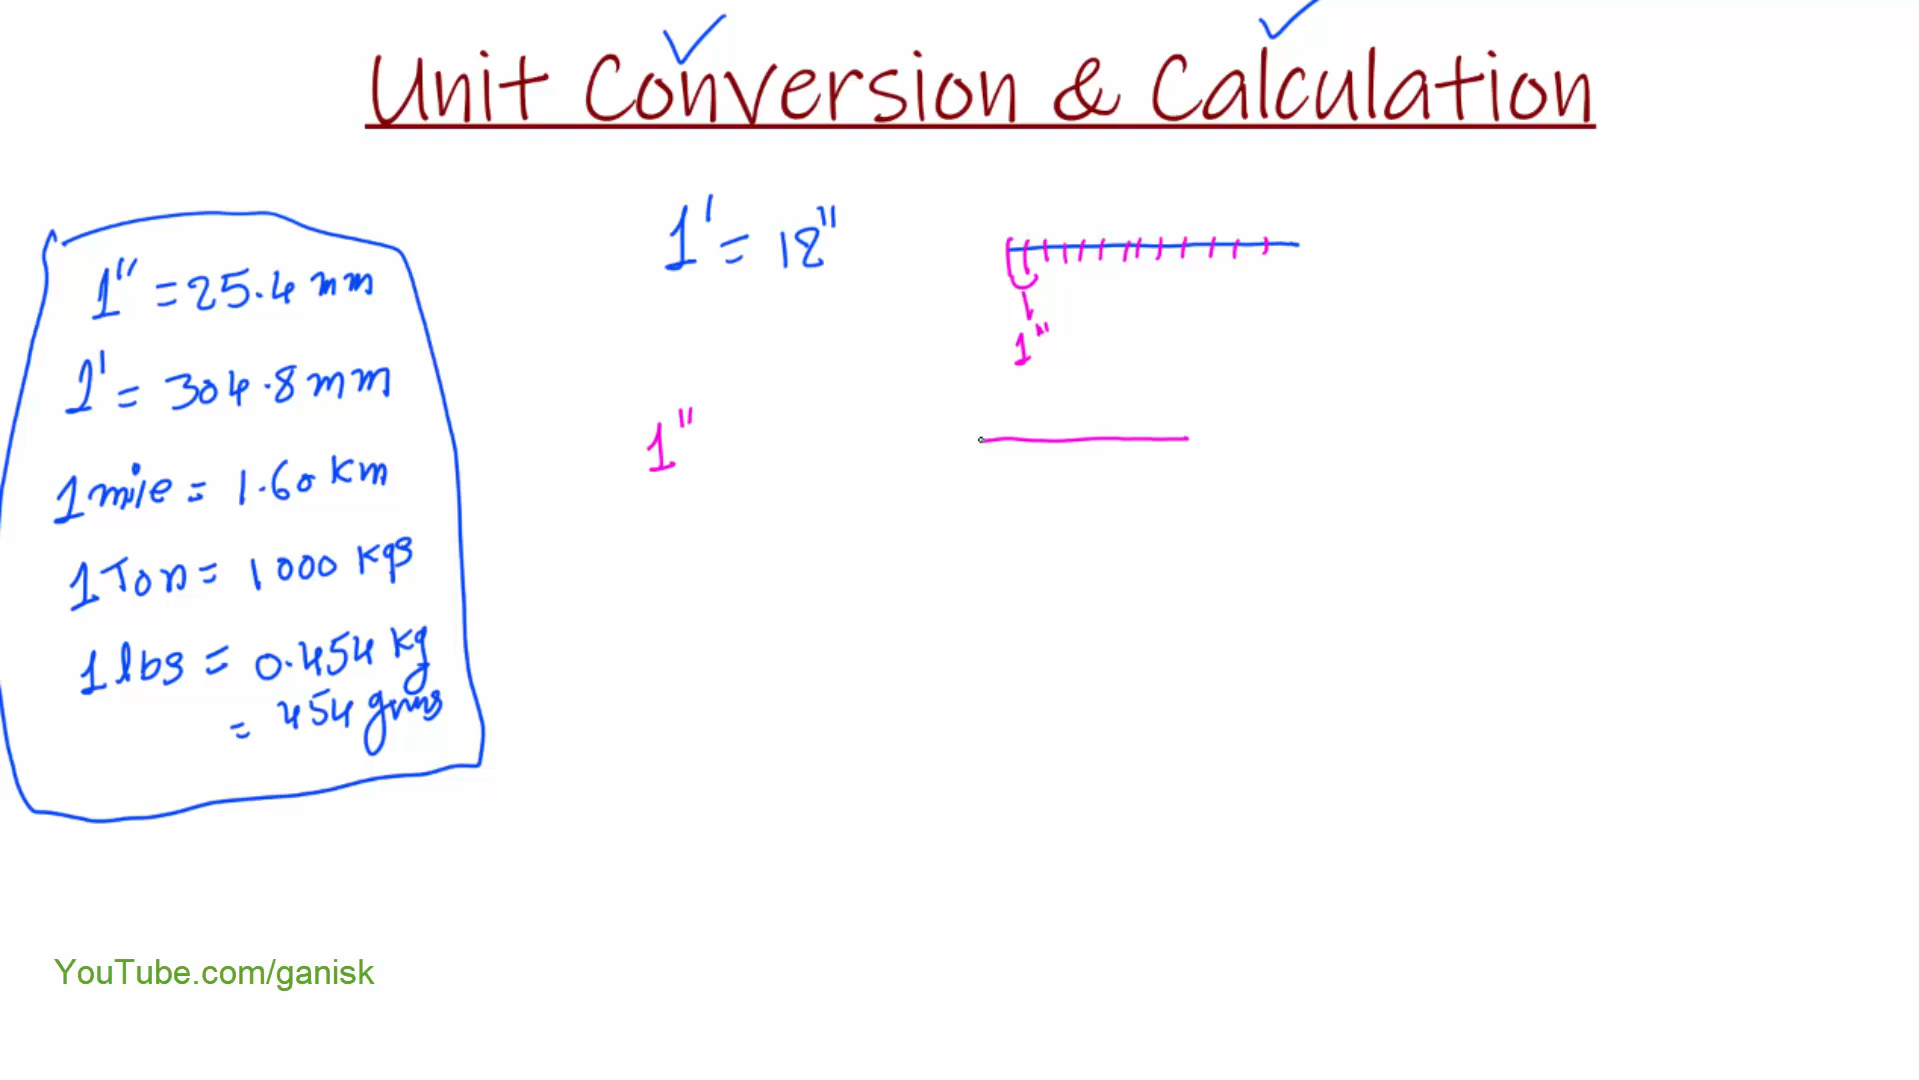 Unit Conversion & Calculation
1' = 18"
1" = 25.4 mm
1' = 304.8 mm
1 mile = 1.60 km
1 Ton = 1000 kgs
1 lbs = 0.454 kg
= 454 gms
1"
1"
YouTube.com/ganisk